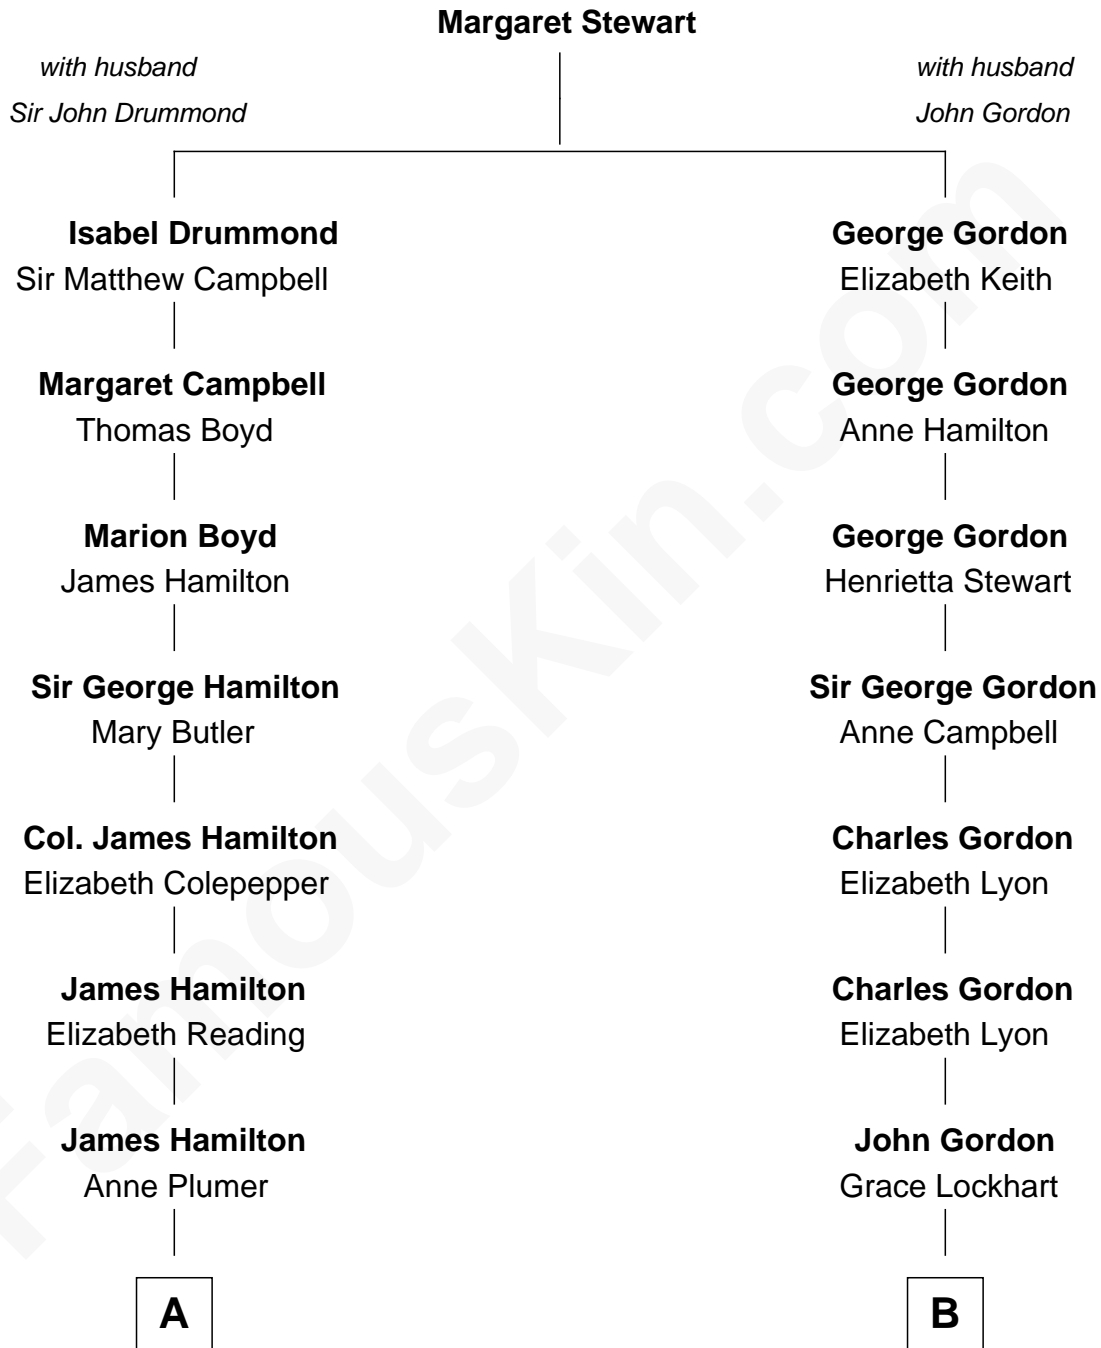 Margaret Stewart
with husband
Sir John Drummond
with husband
John Gordon
Isabel Drummond
Sir Matthew Campbell
George Gordon
Elizabeth Keith
Margaret Campbell
Thomas Boyd
George Gordon
Anne Hamilton
Marion Boyd
James Hamilton
George Gordon
Henrietta Stewart
Sir George Hamilton
Mary Butler
Sir George Gordon
Anne Campbell
Col. James Hamilton
Elizabeth Colepepper
Charles Gordon
Elizabeth Lyon
James Hamilton
Elizabeth Reading
Charles Gordon
Elizabeth Lyon
James Hamilton
Anne Plumer
John Gordon
Grace Lockhart
A
B
FamousKin.com